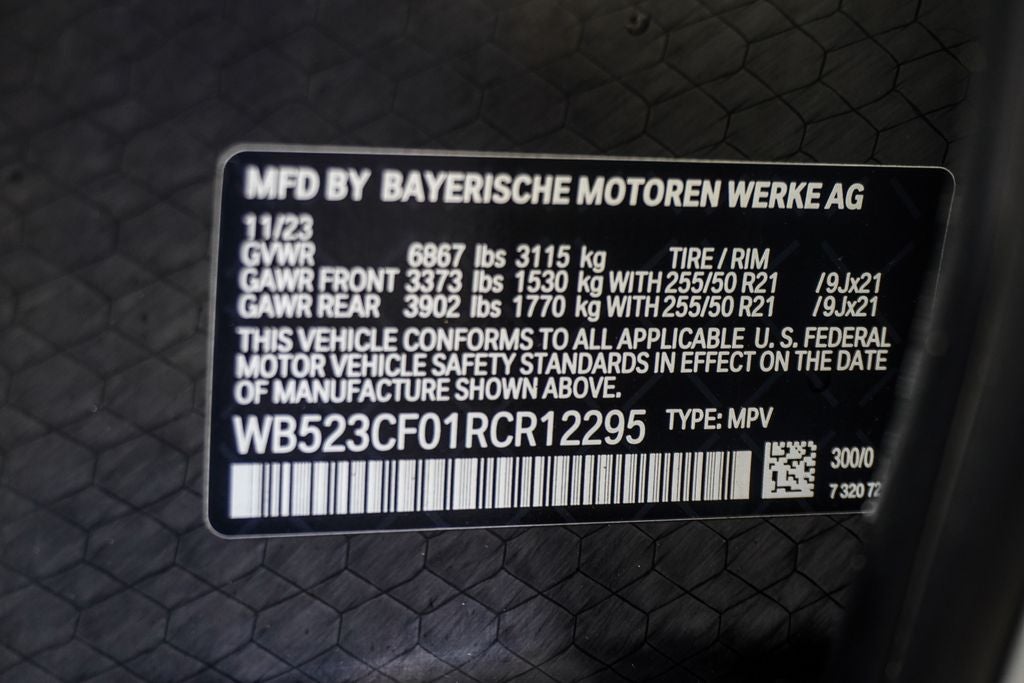 MFD BY BAYERISCHE MOTOREN WERKE AG
11/23
GVWR 6867 lbs 3115 kg TIRE / RIM
GAWR FRONT 3373 lbs 1530 kg WITH 255/50 R21 /9Jx21
GAWR REAR 3902 lbs 1770 kg WITH 255/50 R21 /9Jx21
THIS VEHICLE CONFORMS TO ALL APPLICABLE U. S. FEDERAL
MOTOR VEHICLE SAFETY STANDARDS IN EFFECT ON THE DATE
OF MANUFACTURE SHOWN ABOVE.
WB523CF01RCR12295 TYPE: MPV
300/0
7 320 72